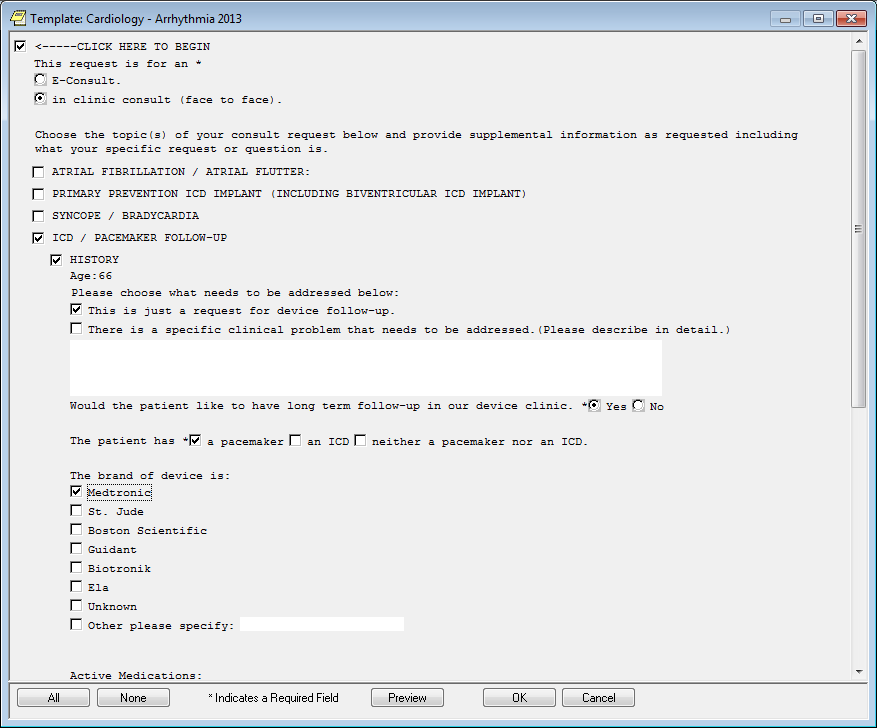 Template: Cardiology - Arrhythmia 2013
<-----CLICK HERE TO BEGIN
This request is for an *
E-Consult.
in clinic consult (face to face).
Choose the topic(s) of your consult request below and provide supplemental information as requested including
what your specific request or question is.
ATRIAL FIBRILLATION / ATRIAL FLUTTER:
PRIMARY PREVENTION ICD IMPLANT (INCLUDING BIVENTRICULAR ICD IMPLANT)
SYNCOPE / BRADYCARDIA
ICD / PACEMAKER FOLLOW-UP
HISTORY
Age:66
Please choose what needs to be addressed below:
This is just a request for device follow-up.
There is a specific clinical problem that needs to be addressed.(Please describe in detail.)
Would the patient like to have long term follow-up in our device clinic. * Yes No
The patient has * a pacemaker an ICD neither a pacemaker nor an ICD.
The brand of device is:
Medtronic
St. Jude
Boston Scientific
Guidant
Biotronik
Ela
Unknown
Other please specify:
Active Medications:
All None * Indicates a Required Field Preview OK Cancel